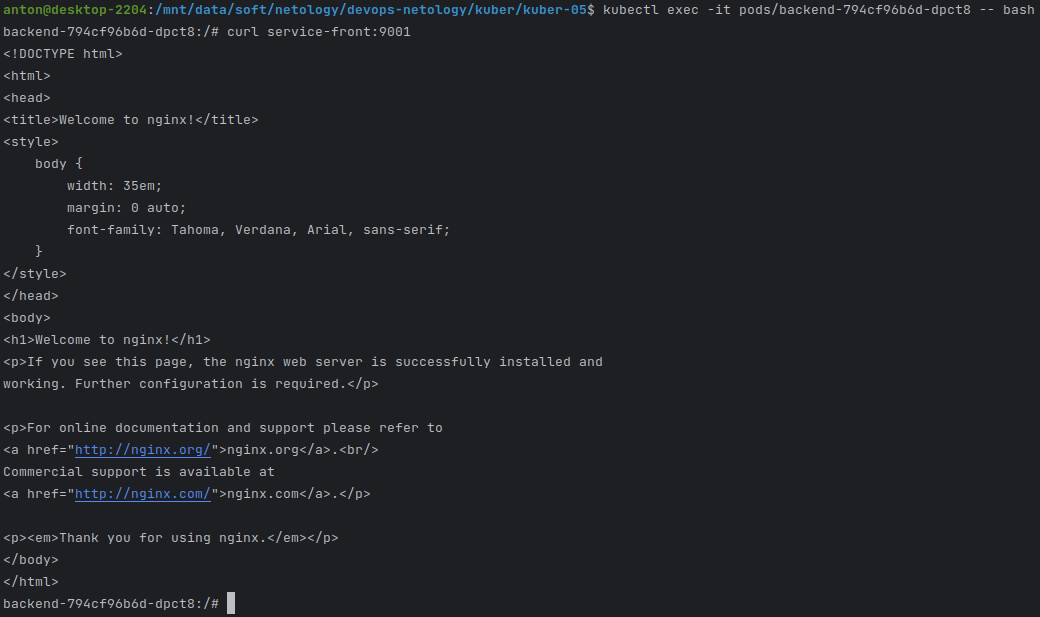 anton@desktop-2204:/mnt/data/soft/netology/devops-netology/kuber/kuber-05$ kubectl exec -it pods/backend-794cf96b6d-dpct8 -- bash
backend-794cf96b6d-dpct8:/# curl service-front:9001
<!DOCTYPE html>
<html>
<head>
<title>Welcome to nginx!</title>
<style>
    body {
        width: 35em;
        margin: 0 auto;
        font-family: Tahoma, Verdana, Arial, sans-serif;
    }
</style>
</head>
<body>
<h1>Welcome to nginx!</h1>
<p>If you see this page, the nginx web server is successfully installed and
working. Further configuration is required.</p>

<p>For online documentation and support please refer to
<a href="http://nginx.org/">nginx.org</a>.<br/>
Commercial support is available at
<a href="http://nginx.com/">nginx.com</a>.</p>

<p><em>Thank you for using nginx.</em></p>
</body>
</html>
backend-794cf96b6d-dpct8:/#